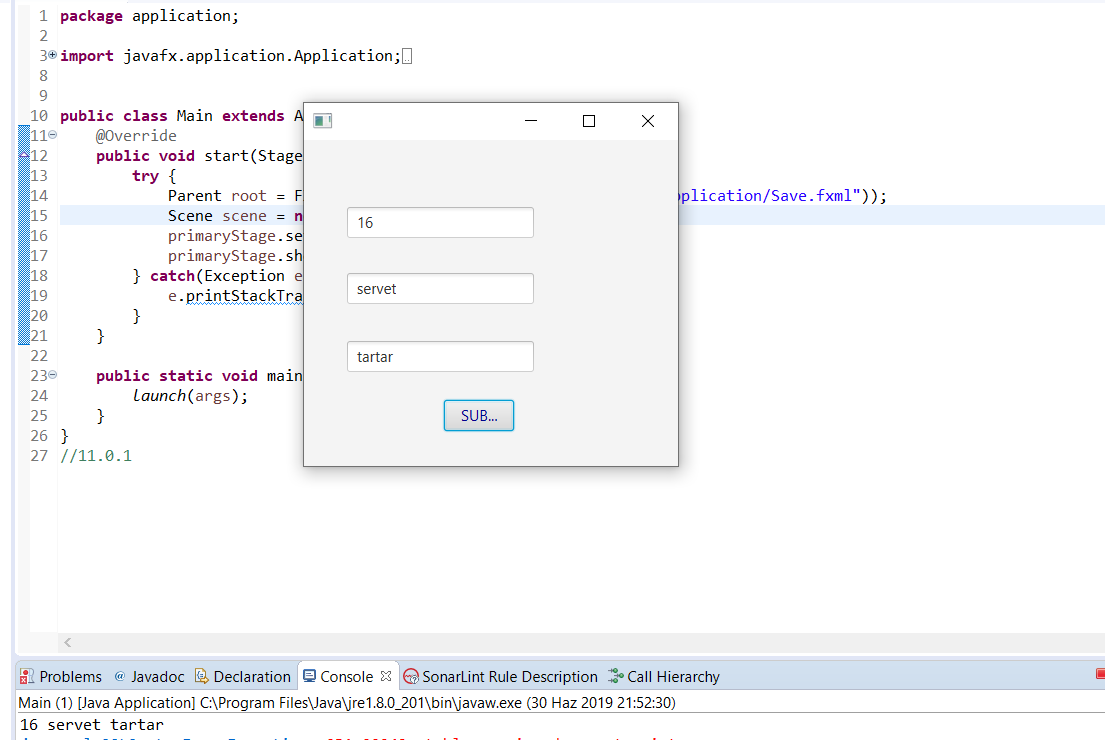 1 package application;
2
3 import javafx.application.Application;
8
9
10 public class Main extends A
11 @Override
12 public void start(Stage
13 try {
14 Parent root = F pplication/Save.fxml"));
15 Scene scene = n
16 primaryStage.se
17 primaryStage.sh
18 } catch(Exception e
19 e.printStackTra
20 }
21 }
22
23 public static void main
24 launch(args);
25 }
26 }
27 //11.0.1
16
servet
tartar
SUB...
Problems @ Javadoc Declaration Console SonarLint Rule Description Call Hierarchy
Main (1) [Java Application] C:\Program Files\Java\jre1.8.0_201\bin\javaw.exe (30 Haz 2019 21:52:30)
16 servet tartar